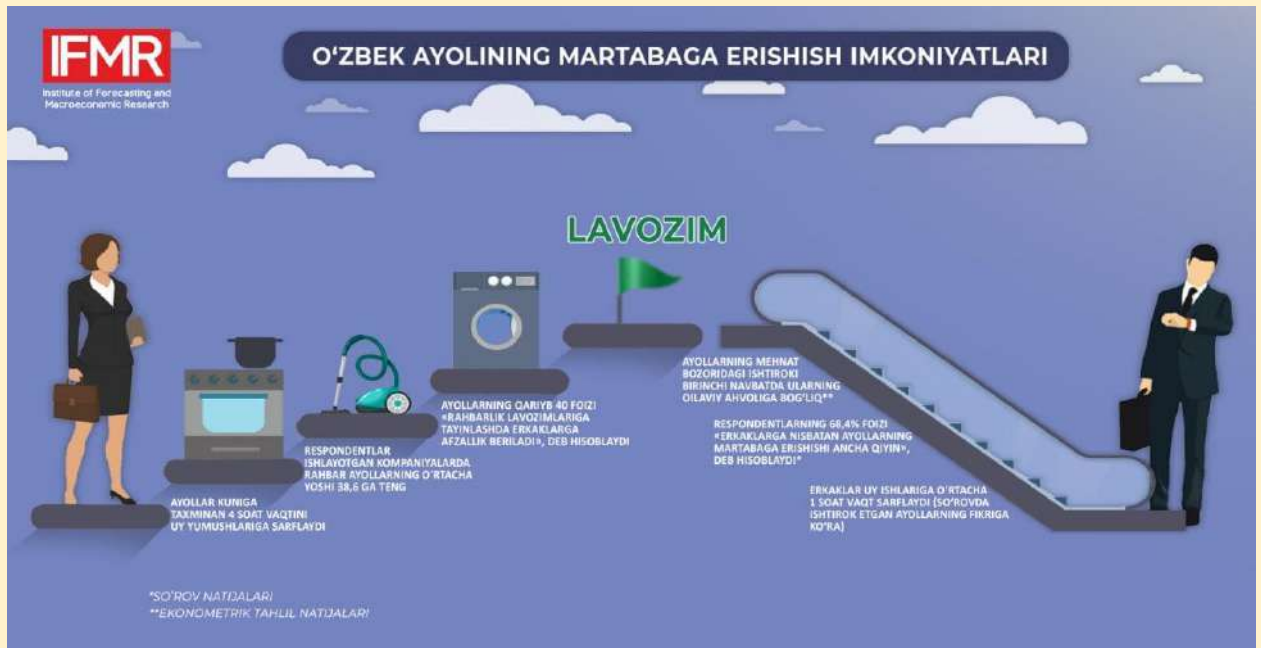 IFMR
Institute of Forecasting and
Macroeconomic Research
O‘ZBEK AYOLINING MARTABAGA ERISHISH IMKONIYATLARI
LAVOZIM
AYOLLAR KUNIGA
TAXMINAN 4 SOAT VAQTINI
UY YUMUSHLARIGA SARFLAYDI
RESPONDENTLAR
ISHLAYOTGAN KOMPANIYALARDA
RAHBAR AYOLLARNING O‘RTACHA
YOSHI 38,6 GA TENG
AYOLLARNING QARIYB 40 FOIZI
«RAHBARLIK LAVOZIMLARIGA
TAYINLASHDA ERKAKLARGA
AFZALLIK BERILADI», DEB HISOBLAYDI
AYOLLARNING MEHNAT
BOZORIDAGI ISHTIROKI
BIRINCHI NAVBATDA ULARNING
OILAVIY AHVOLIGA BOG‘LIQ**
RESPONDENTLARNING 68,4% FOIZI
«ERKAKLARGA NISBATAN AYOLLARNING
MARTABAGA ERISHISHI ANCHA QIYIN»,
DEB HISOBLAYDI*
ERKAKLAR UY ISHLARIGA O‘RTACHA
1 SOAT VAQT SARFLAYDI (SO‘ROVDA
ISHTIROK ETGAN AYOLLARNING FIKRIGA
KO‘RA)
*SO‘ROV NATIJALARI
**EKONOMETRIK TAHLIL NATIJALARI